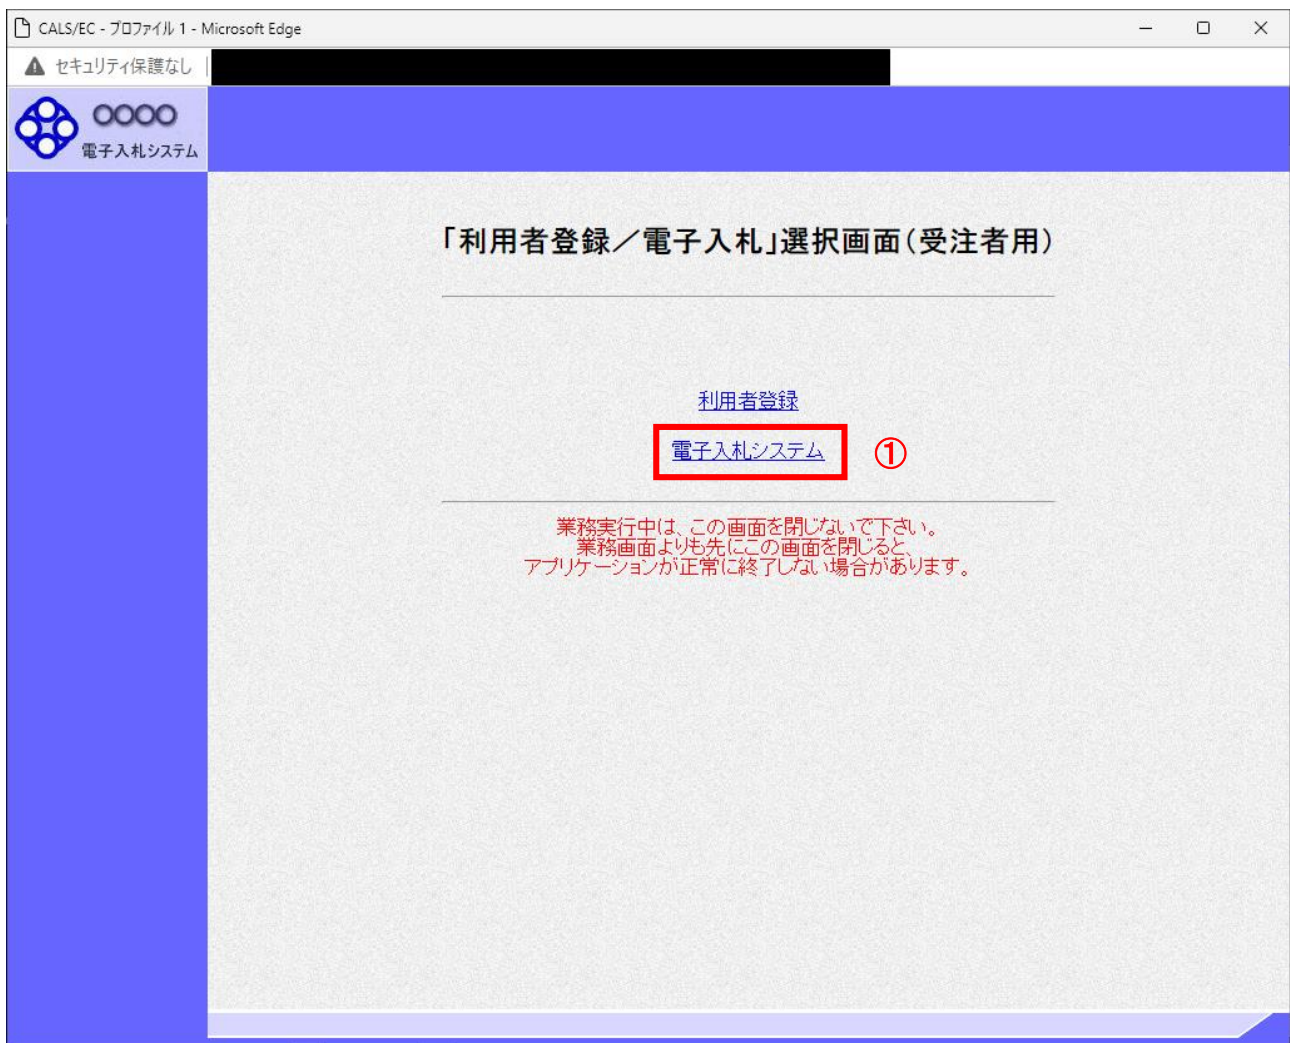 CALS/EC - プロファイル 1 - Microsoft Edge
セキュリティ保護なし
○○○○
電子入札システム
「利用者登録／電子入札」選択画面（受注者用）
利用者登録
電子入札システム ①
業務実行中は、この画面を閉じないで下さい。
業務画面よりも先にこの画面を閉じると、
アプリケーションが正常に終了しない場合があります。